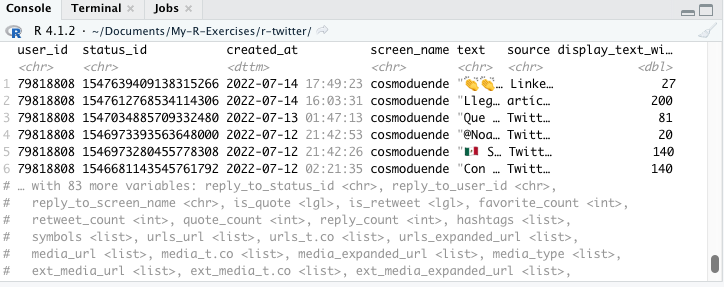 Console Terminal × Jobs ×
R 4.1.2 · ~/Documents/My-R-Exercises/r-twitter/
user_id status_id created_at screen_name text source display_text_wi…
<chr> <chr> <dttm> <chr> <chr> <chr> <dbl>
1 79818808 1547639409138315266 2022-07-14 17:49:23 cosmoduende "👏👏… Linke… 27
2 79818808 1547612768534114306 2022-07-14 16:03:31 cosmoduende "Lleg… artíc… 200
3 79818808 1547034885709332480 2022-07-13 01:47:13 cosmoduende "Que … Twitt… 81
4 79818808 1546973393563648000 2022-07-12 21:42:53 cosmoduende "@Noa… Twitt… 20
5 79818808 1546973280455778308 2022-07-12 21:42:26 cosmoduende "🇲🇽 S… Twitt… 140
6 79818808 1546681143545761792 2022-07-12 02:21:35 cosmoduende "Con … Twitt… 140
# … with 83 more variables: reply_to_status_id <chr>, reply_to_user_id <chr>,
# reply_to_screen_name <chr>, is_quote <lgl>, is_retweet <lgl>, favorite_count <int>,
# retweet_count <int>, quote_count <int>, reply_count <int>, hashtags <list>,
# symbols <list>, urls_url <list>, urls_t.co <list>, urls_expanded_url <list>,
# media_url <list>, media_t.co <list>, media_expanded_url <list>, media_type <list>,
# ext_media_url <list>, ext_media_t.co <list>, ext_media_expanded_url <list>,